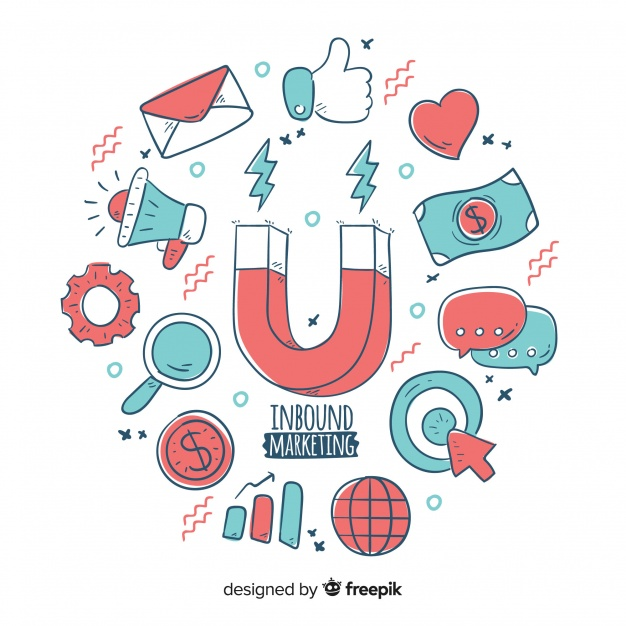 $
$
INBOUND
MARKETING
designed by freepik